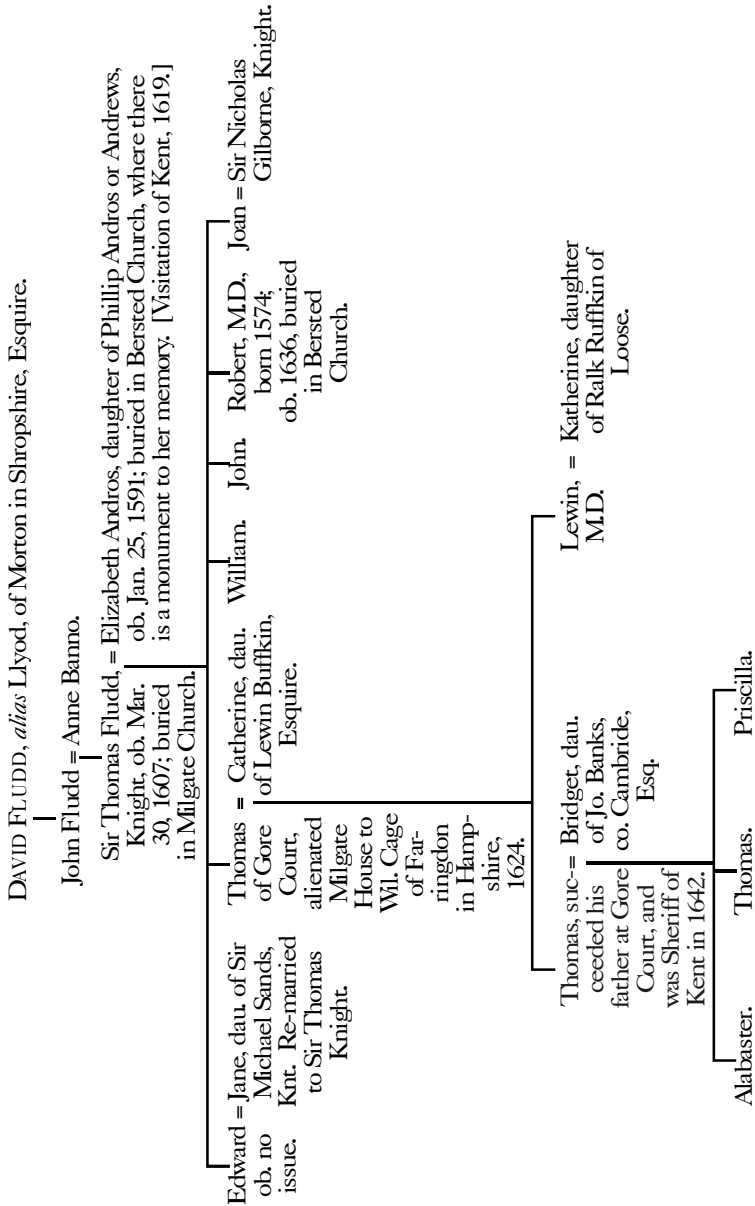 DAVID FLUDD, alias Llyod, of Morton in Shropshire, Esquire.
John Fludd = Anne Banno.
Sir Thomas Fludd, = Elizabeth Andros, daughter of Phillip Andros or Andrews,
Knight, ob. Mar.
30, 1607; buried
in Milgate Church.
ob. Jan. 25, 1591; buried in Bersted Church, where there
is a monument to her memory. [Visitation of Kent, 1619.]
Edward = Jane, dau. of Sir
ob. no
issue.
Michael Sands,
Knt. Re-married
to Sir Thomas
Knight.
Thomas = Catherine, dau.
of Gore
Court,
alienated
Milgate
House to
Wil. Cage
of Far-
ringdon
in Hamp-
shire,
1624.
of Lewin Buffkin,
Esquire.
William.
John.
Robert, M.D.,
born 1574;
ob. 1636, buried
in Bersted
Church.
Joan = Sir Nicholas
Gilborne, Knight.
Thomas, suc-= Bridget, dau.
ceeded his
father at Gore
Court, and
was Sheriff of
Kent in 1642.
of Jo. Banks,
co. Cambride,
Esq.
Lewin, = Katherine, daughter
M.D.
of Ralk Ruffkin of
Loose.
Alabaster.
Thomas.
Priscilla.